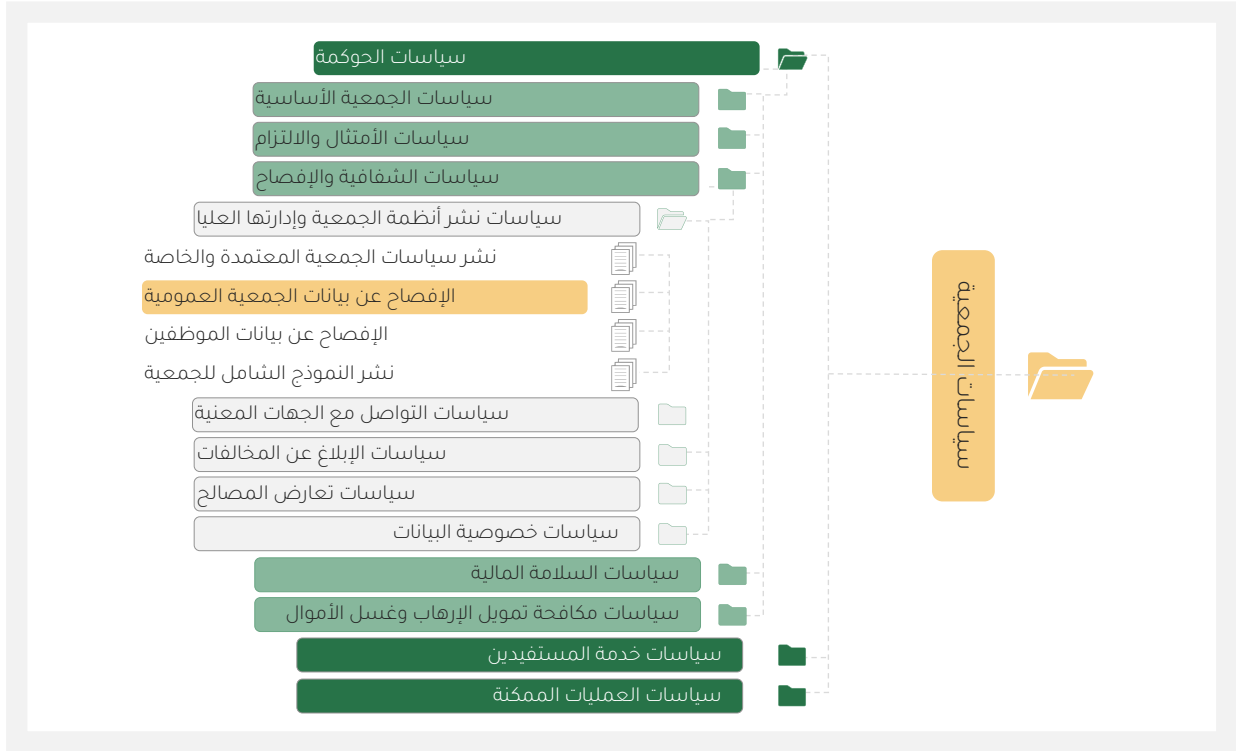 سياسات الجمعية
سياسات الحوكمة
سياسات الجمعية الأساسية
سياسات الأمتثال والالتزام
سياسات الشفافية والإفصاح
سياسات نشر أنظمة الجمعية وإدارتها العليا
نشر سياسات الجمعية المعتمدة والخاصة
الإفصاح عن بيانات الجمعية العمومية
الإفصاح عن بيانات الموظفين
نشر النموذج الشامل للجمعية
سياسات التواصل مع الجهات المعنية
سياسات الإبلاغ عن المخالفات
سياسات تعارض المصالح
سياسات خصوصية البيانات
سياسات السلامة المالية
سياسات مكافحة تمويل الإرهاب وغسل الأموال
سياسات خدمة المستفيدين
سياسات العمليات الممكنة